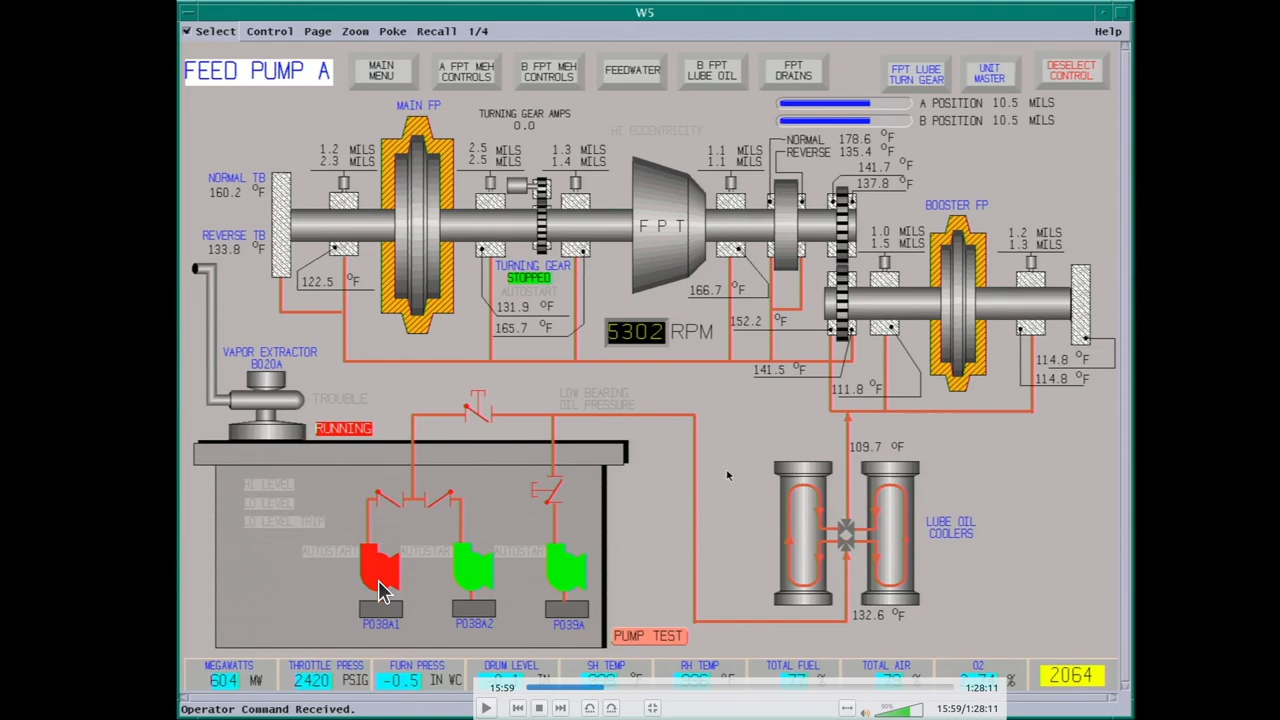 W5
Select Control Page Zoom Poke Recall 1/4 Help
FEED PUMP A
MAIN MENU
A FPT MEH CONTROLS
B FPT MEH CONTROLS
FEEDWATER
B FPT LUBE OIL
FPT DRAINS
FPT LUBE TURN GEAR
UNIT MASTER
DESELECT CONTROL
A POSITION 10.5 MILS
B POSITION 10.5 MILS
MAIN FP
TURNING GEAR AMPS
0.0
HI ECCENTRICITY
NORMAL 178.6 °F
REVERSE 135.4 °F
1.2 MILS
2.3 MILS
2.5 MILS
2.5 MILS
1.3 MILS
1.4 MILS
1.1 MILS
1.1 MILS
141.7 °F
137.8 °F
NORMAL TB
160.2 °F
REVERSE TB
133.8 °F
FPT
BOOSTER FP
1.0 MILS
1.5 MILS
1.2 MILS
1.3 MILS
122.5 °F
TURNING GEAR
STOPPED
AUTOSTART
131.9 °F
165.7 °F
166.7 °F
152.2 °F
5302 RPM
141.5 °F
111.8 °F
114.8 °F
114.8 °F
VAPOR EXTRACTOR
B020A
TROUBLE
RUNNING
LOW BEARING
OIL PRESSURE
109.7 °F
HI LEVEL
LO LEVEL
LO LEVEL TRIP
AUTOSTAR
AUTOSTAR
AUTOSTAR
LUBE OIL
COOLERS
132.6 °F
P038A1
P038A2
P039A
PUMP TEST
MEGAWATTS
604 MW
THROTTLE PRESS
2420 PSIG
FURN PRESS
-0.5 IN WC
DRUM LEVEL
IN
SH TEMP
°F
RH TEMP
°F
TOTAL FUEL
77 %
TOTAL AIR
%
O2
%
2064
15:59
1:28:11
90%
15:59/1:28:11
Operator Command Received.